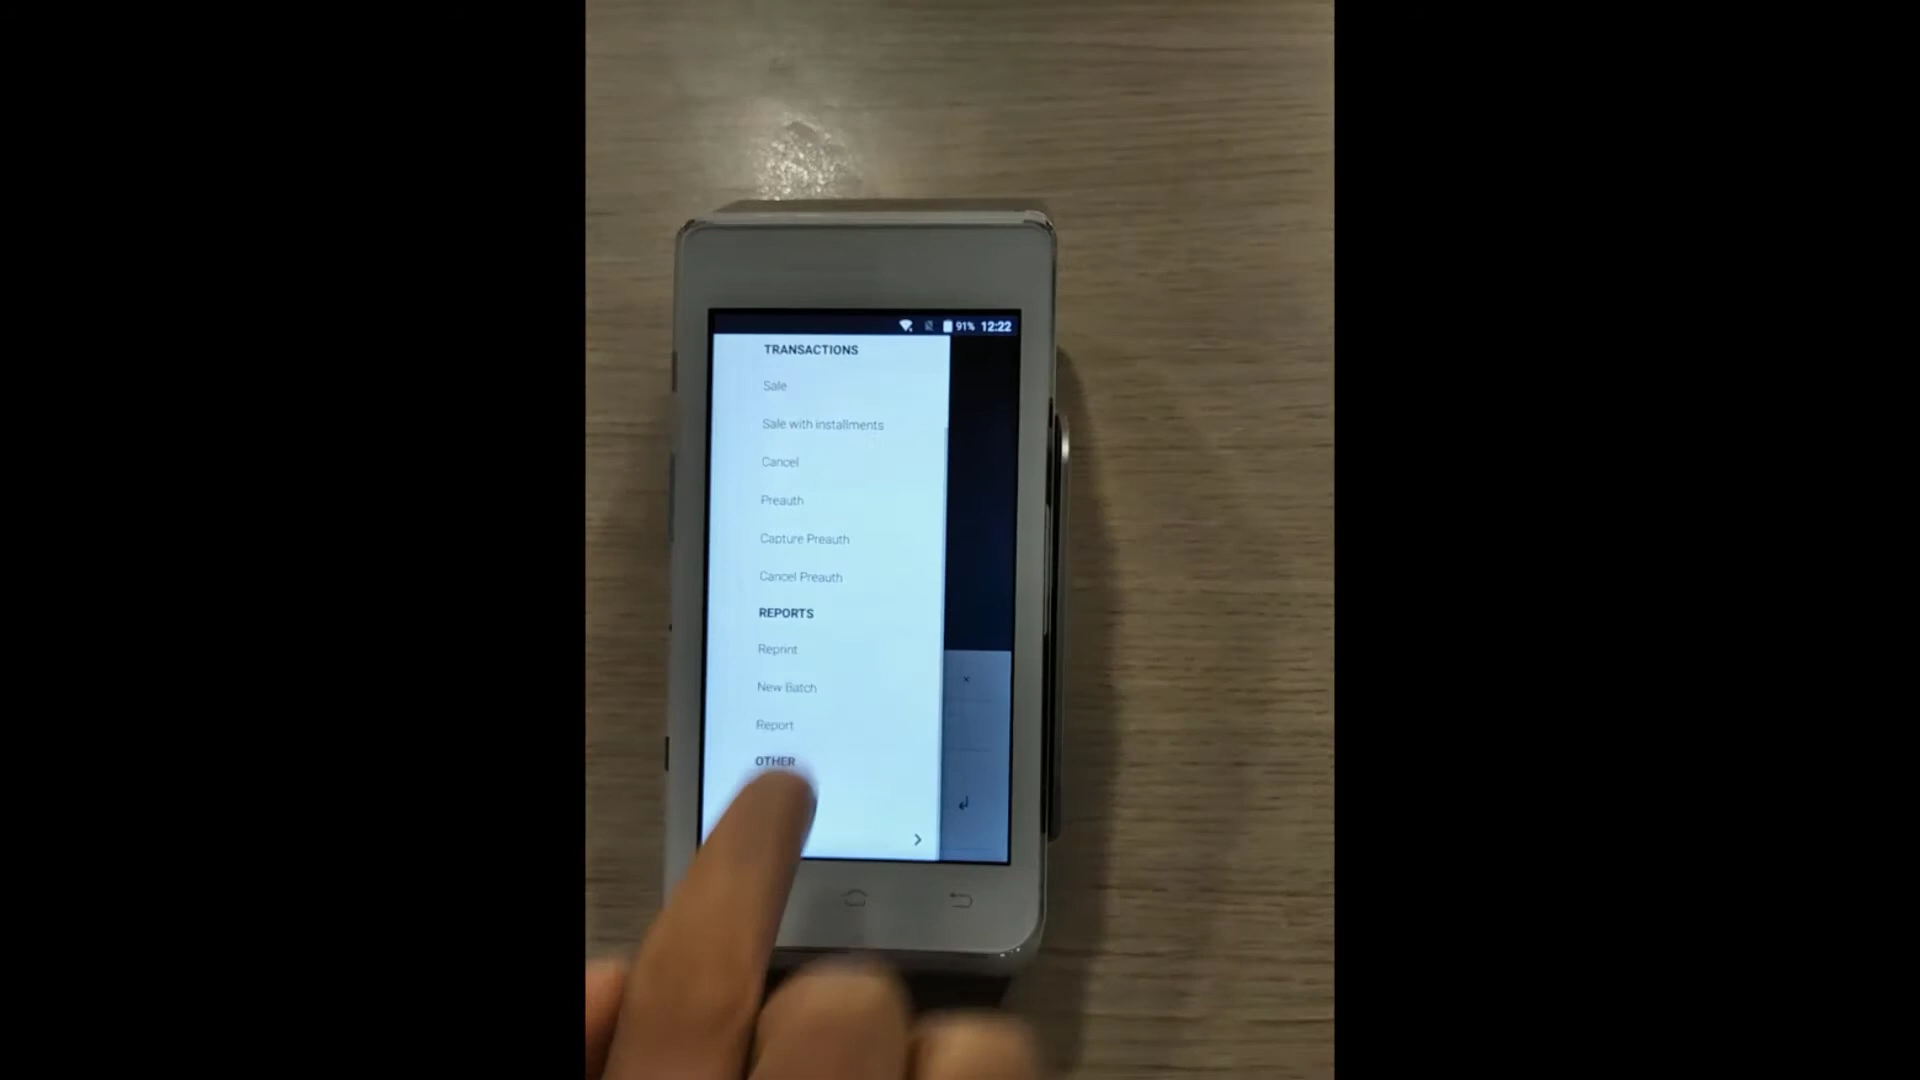 91% 12:22
TRANSACTIONS
Sale
Sale with installments
Cancel
Preauth
Capture Preauth
Cancel Preauth
REPORTS
Reprint
New Batch
Report
OTHER